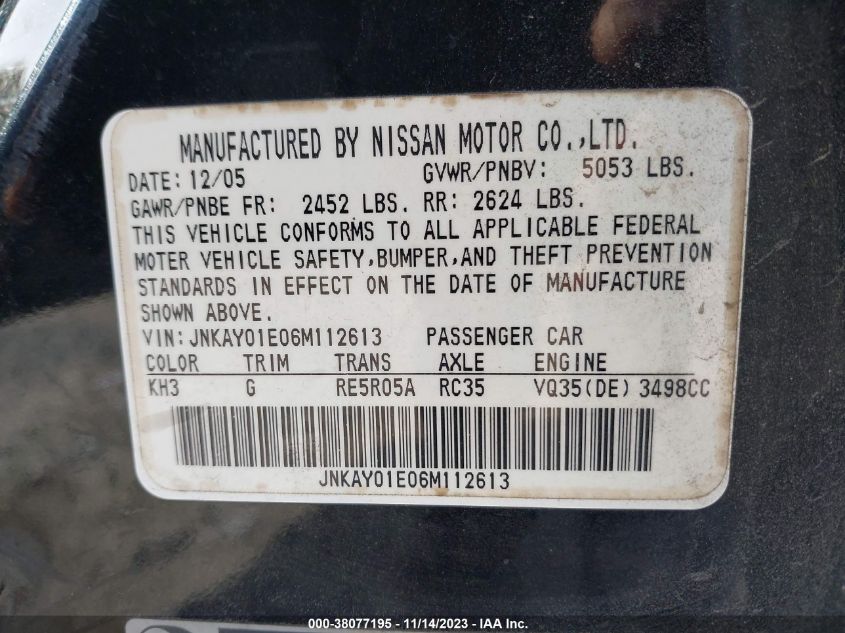 MANUFACTURED BY NISSAN MOTOR CO.,LTD.
DATE: 12/05 GVWR/PNBV: 5053 LBS.
GAWR/PNBE FR: 2452 LBS. RR: 2624 LBS.
THIS VEHICLE CONFORMS TO ALL APPLICABLE FEDERAL
MOTER VEHICLE SAFETY,BUMPER,AND THEFT PREVENTION
STANDARDS IN EFFECT ON THE DATE OF MANUFACTURE
SHOWN ABOVE.
VIN:JNKAY01E06M112613 PASSENGER CAR
COLOR TRIM TRANS AXLE ENGINE
KH3 G RE5R05A RC35 VQ35(DE) 3498CC
JNKAY01E06M112613
000-38077195 - 11/14/2023 - IAA Inc.